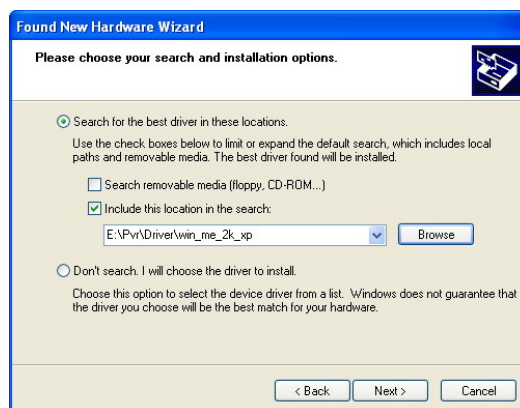 Found New Hardware Wizard
Please choose your search and installation options.
Search for the best driver in these locations.
Use the check boxes below to limit or expand the default search, which includes local
paths and removable media. The best driver found will be installed.
Search removable media (floppy, CD-ROM...)
Include this location in the search:
E:\Pvr\Driver\win_me_2k_xp
Browse
Don't search. I will choose the driver to install.
Choose this option to select the device driver from a list. Windows does not guarantee that
the driver you choose will be the best match for your hardware.
< Back
Next >
Cancel